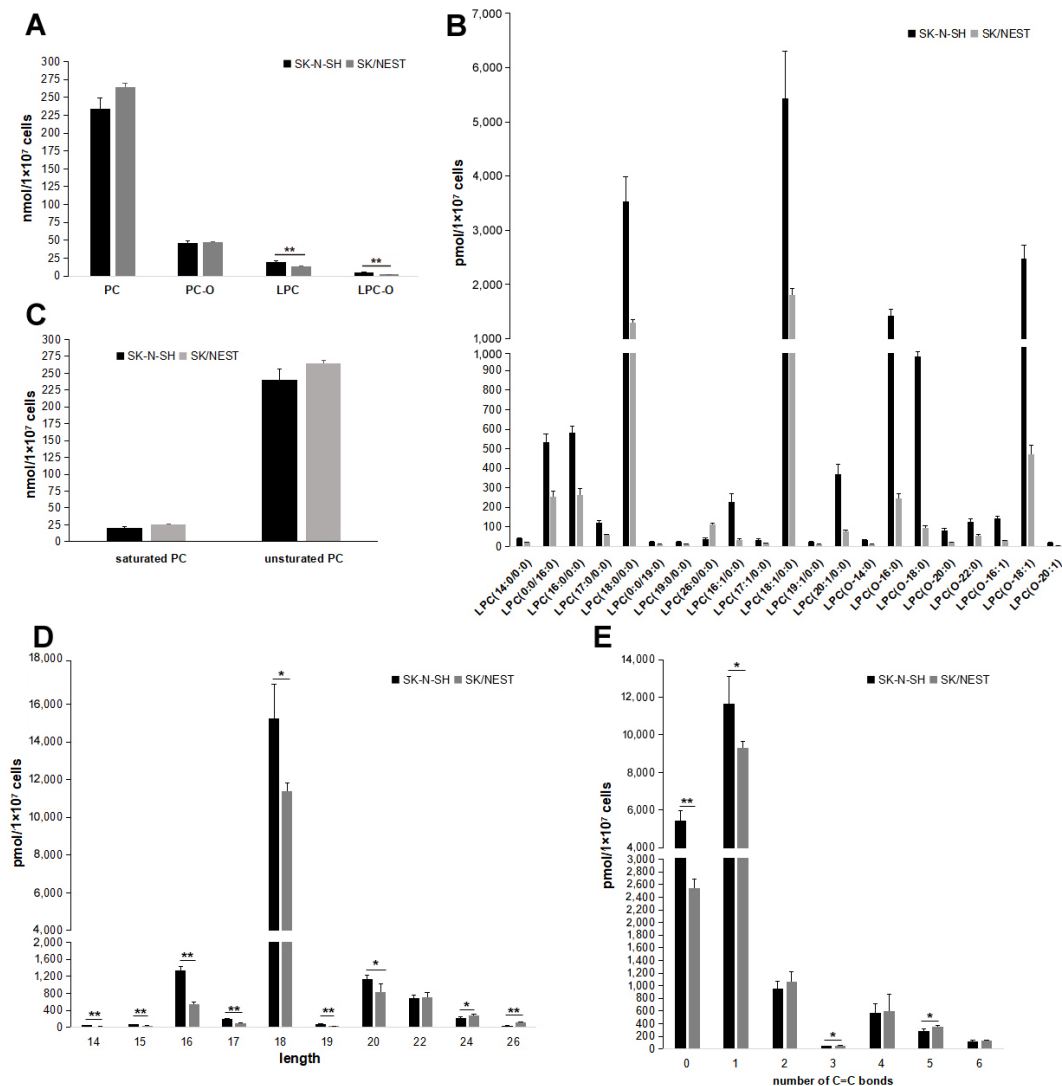 A
SK-N-SH SK/NEST
nmol/1×10⁷ cells
300
275
250
225
200
175
150
125
100
75
50
25
0
** **
PC PC-O LPC LPC-O
B
SK-N-SH SK/NEST
pmol/1×10⁷ cells
7,000
6,000
5,000
4,000
3,000
2,000
1,000
1,000
900
800
700
600
500
400
300
200
100
0
LPC(14:0/0:0)
LPC(0:0/16:0)
LPC(16:0/0:0)
LPC(17:0/0:0)
LPC(18:0/0:0)
LPC(0:0/19:0)
LPC(19:0/0:0)
LPC(26:0/0:0)
LPC(16:1/0:0)
LPC(17:1/0:0)
LPC(18:1/0:0)
LPC(19:1/0:0)
LPC(20:1/0:0)
LPC(O-14:0)
LPC(O-16:0)
LPC(O-18:0)
LPC(O-20:0)
LPC(O-22:0)
LPC(O-16:1)
LPC(O-18:1)
LPC(O-20:1)
C
SK-N-SH SK/NEST
nmol/1×10⁷ cells
300
275
250
225
200
175
150
125
100
75
50
25
0
saturated PC unsturated PC
D
SK-N-SH SK/NEST
pmol/1×10⁷ cells
18,000
16,000
14,000
12,000
10,000
8,000
6,000
4,000
2,000
1,600
1,200
800
400
0
** ** ** ** * ** * * **
14 15 16 17 18 19 20 22 24 26
length
E
SK-N-SH SK/NEST
pmol/1×10⁷ cells
14,000
12,000
10,000
8,000
6,000
4,000
3,000
2,800
2,600
2,400
2,200
2,000
1,800
1,600
1,400
1,200
1,000
800
600
400
200
0
** * * *
0 1 2 3 4 5 6
number of C=C bonds